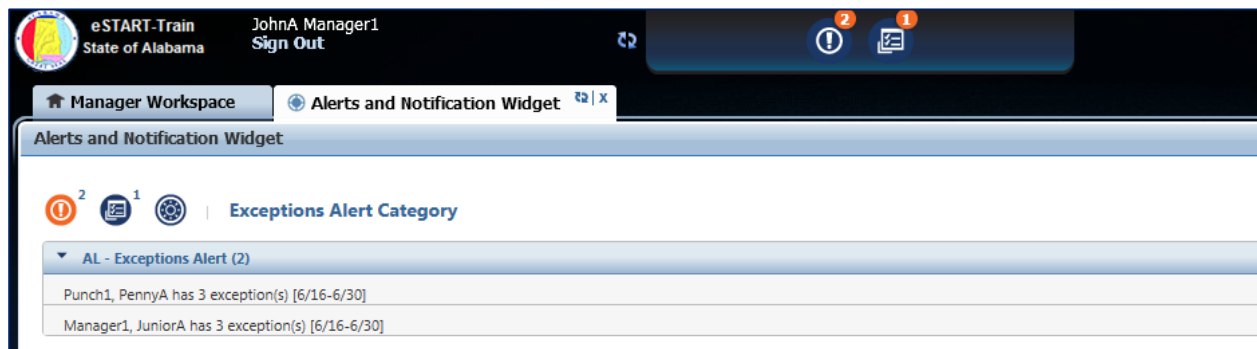 eSTART-Train
State of Alabama
JohnA Manager1
Sign Out
2
1
Manager Workspace
Alerts and Notification Widget
X
Alerts and Notification Widget
2
1
Exceptions Alert Category
AL - Exceptions Alert (2)
Punch1, PennyA has 3 exception(s) [6/16-6/30]
Manager1, JuniorA has 3 exception(s) [6/16-6/30]